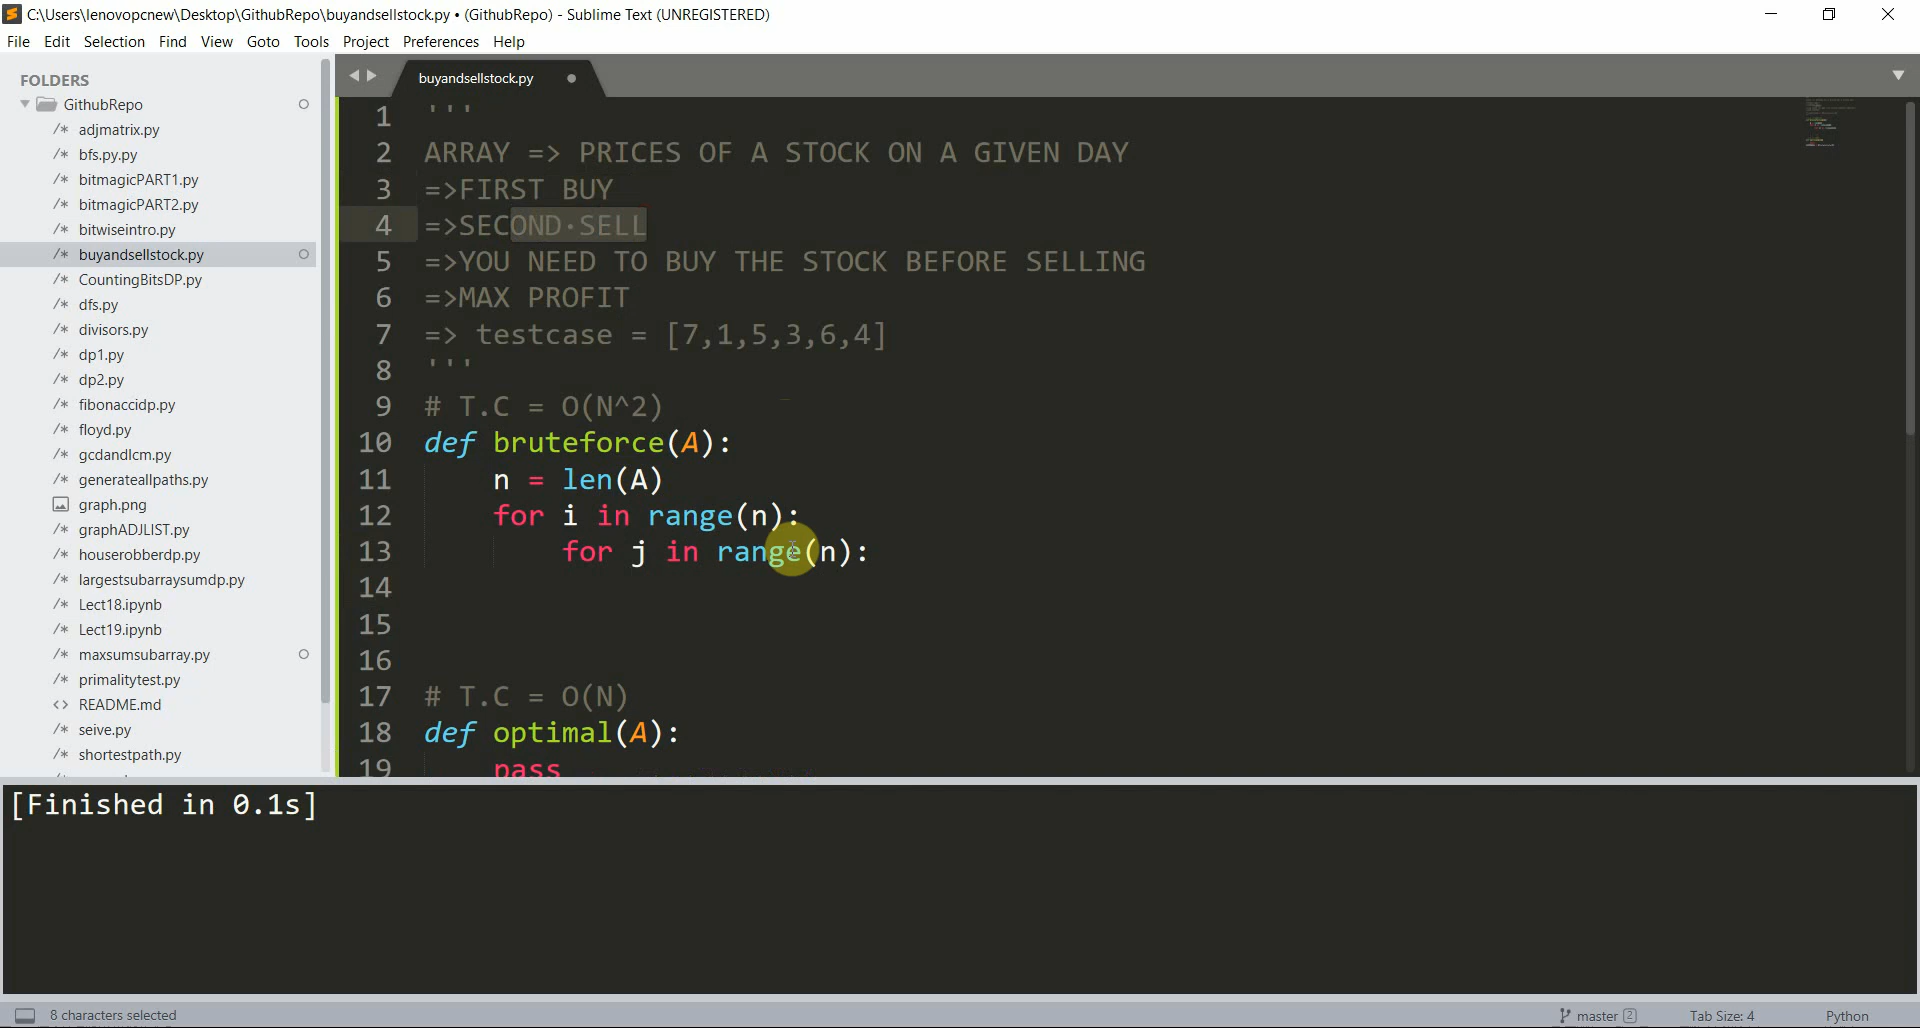 C:\Users\lenovopcnew\Desktop\GithubRepo\buyandsellstock.py • (GithubRepo) - Sublime Text (UNREGISTERED)
File Edit Selection Find View Goto Tools Project Preferences Help
FOLDERS
GithubRepo
/* adjmatrix.py
/* bfs.py.py
/* bitmagicPART1.py
/* bitmagicPART2.py
/* bitwiseintro.py
/* buyandsellstock.py
/* CountingBitsDP.py
/* dfs.py
/* divisors.py
/* dp1.py
/* dp2.py
/* fibonaccidp.py
/* floyd.py
/* gcdandlcm.py
/* generateallpaths.py
graph.png
/* graphADJLIST.py
/* houserobberdp.py
/* largestsubarraysumdp.py
/* Lect18.ipynb
/* Lect19.ipynb
/* maxsumsubarray.py
/* primalitytest.py
<> README.md
/* seive.py
/* shortestpath.py
buyandsellstock.py
1 '''
2 ARRAY => PRICES OF A STOCK ON A GIVEN DAY
3 =>FIRST BUY
4 =>SECOND·SELL
5 =>YOU NEED TO BUY THE STOCK BEFORE SELLING
6 =>MAX PROFIT
7 => testcase = [7,1,5,3,6,4]
8 '''
9 # T.C = O(N^2)
10 def bruteforce(A):
11 n = len(A)
12 for i in range(n):
13 for j in range(n):
14
15
16
17 # T.C = O(N)
18 def optimal(A):
19 pass
[Finished in 0.1s]
8 characters selected
master 2
Tab Size: 4
Python